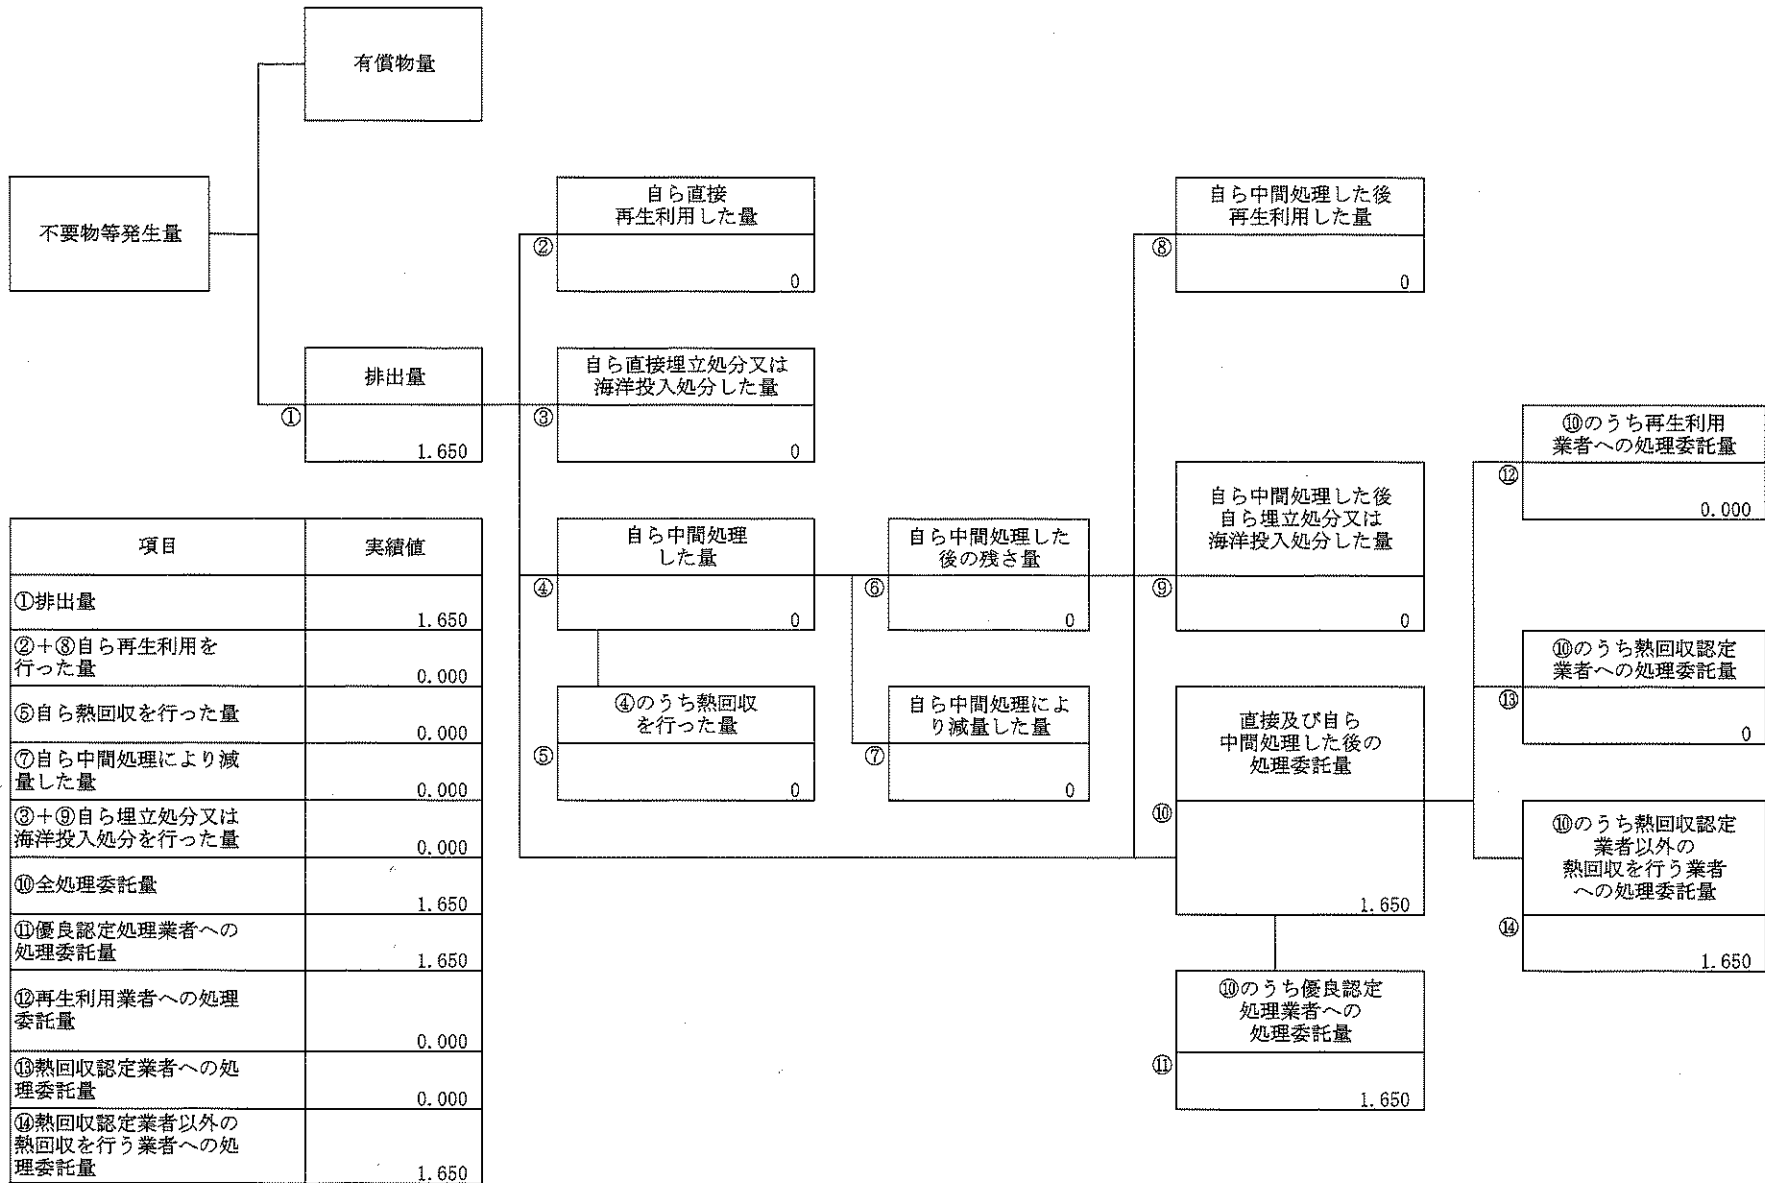 有償物量
不要物等発生量
排出量
①
1.650
自ら直接
再生利用した量
②
0
自ら直接埋立処分又は
海洋投入処分した量
③
0
自ら中間処理
した量
④
0
④のうち熱回収
を行った量
⑤
0
自ら中間処理した
後の残さ量
⑥
0
自ら中間処理によ
り減量した量
⑦
0
自ら中間処理した後
再生利用した量
⑧
0
自ら中間処理した後
自ら埋立処分又は
海洋投入処分した量
⑨
0
直接及び自ら
中間処理した後の
処理委託量
⑩
1.650
⑩のうち優良認定
処理業者への
処理委託量
⑪
1.650
⑩のうち再生利用
業者への処理委託量
⑫
0.000
⑩のうち熱回収認定
業者への処理委託量
⑬
0
⑩のうち熱回収認定
業者以外の
熱回収を行う業者
への処理委託量
⑭
1.650
項目 実績値
①排出量
1.650
②+⑧自ら再生利用を
行った量
0.000
⑤自ら熱回収を行った量
0.000
⑦自ら中間処理により減
量した量
0.000
③+⑨自ら埋立処分又は
海洋投入処分を行った量
0.000
⑩全処理委託量
1.650
⑪優良認定処理業者への
処理委託量
1.650
⑫再生利用業者への処理
委託量
0.000
⑬熱回収認定業者への処
理委託量
0.000
⑭熱回収認定業者以外の
熱回収を行う業者への処
理委託量
1.650